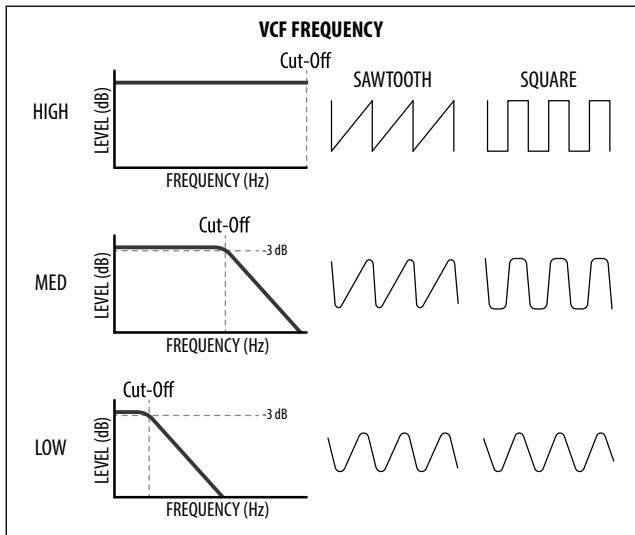 VCF FREQUENCY
Cut-Off
SAWTOOTH
SQUARE
HIGH
LEVEL (dB)
FREQUENCY (Hz)
Cut-Off
-3 dB
MED
LEVEL (dB)
FREQUENCY (Hz)
Cut-Off
-3 dB
LOW
LEVEL (dB)
FREQUENCY (Hz)